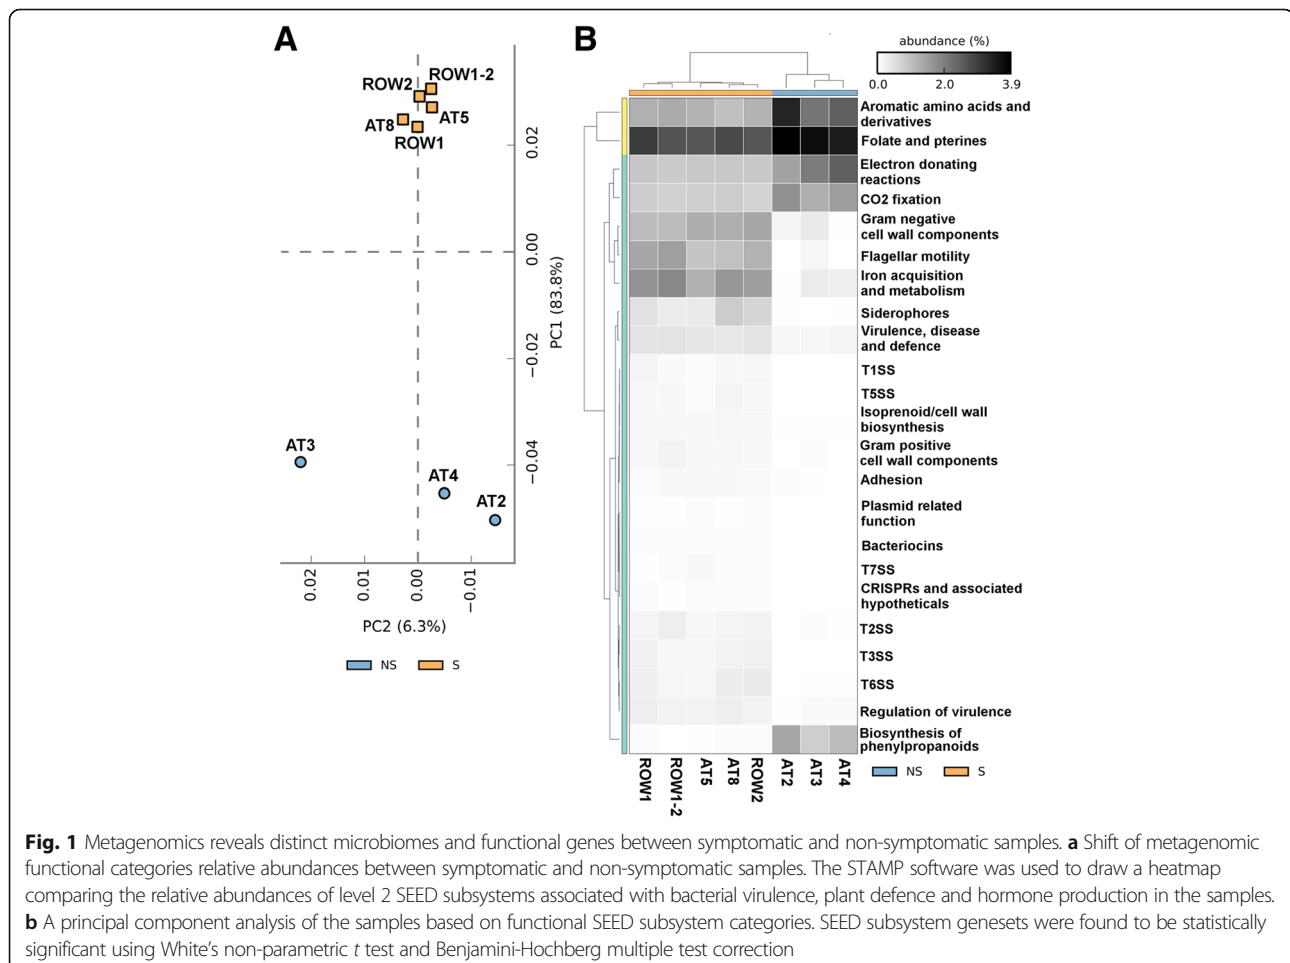 A
ROW1-2
ROW2
AT5
AT8
ROW1
0.02
0.00
−0.02
−0.04
PC1 (83.8%)
AT3
AT4
AT2
0.02
0.01
0.00
−0.01
PC2 (6.3%)
NS
S
B
abundance (%)
0.0
2.0
3.9
Aromatic amino acids and
derivatives
Folate and pterines
Electron donating
reactions
CO2 fixation
Gram negative
cell wall components
Flagellar motility
Iron acquisition
and metabolism
Siderophores
Virulence, disease
and defence
T1SS
T5SS
Isoprenoid/cell wall
biosynthesis
Gram positive
cell wall components
Adhesion
Plasmid related
function
Bacteriocins
T7SS
CRISPRs and associated
hypotheticals
T2SS
T3SS
T6SS
Regulation of virulence
Biosynthesis of
phenylpropanoids
ROW1
ROW1-2
AT5
AT8
ROW2
AT2
AT3
AT4
NS
S
Fig. 1 Metagenomics reveals distinct microbiomes and functional genes between symptomatic and non-symptomatic samples. a Shift of metagenomic
functional categories relative abundances between symptomatic and non-symptomatic samples. The STAMP software was used to draw a heatmap
comparing the relative abundances of level 2 SEED subsystems associated with bacterial virulence, plant defence and hormone production in the samples.
b A principal component analysis of the samples based on functional SEED subsystem categories. SEED subsystem genesets were found to be statistically
significant using White's non-parametric t test and Benjamini-Hochberg multiple test correction